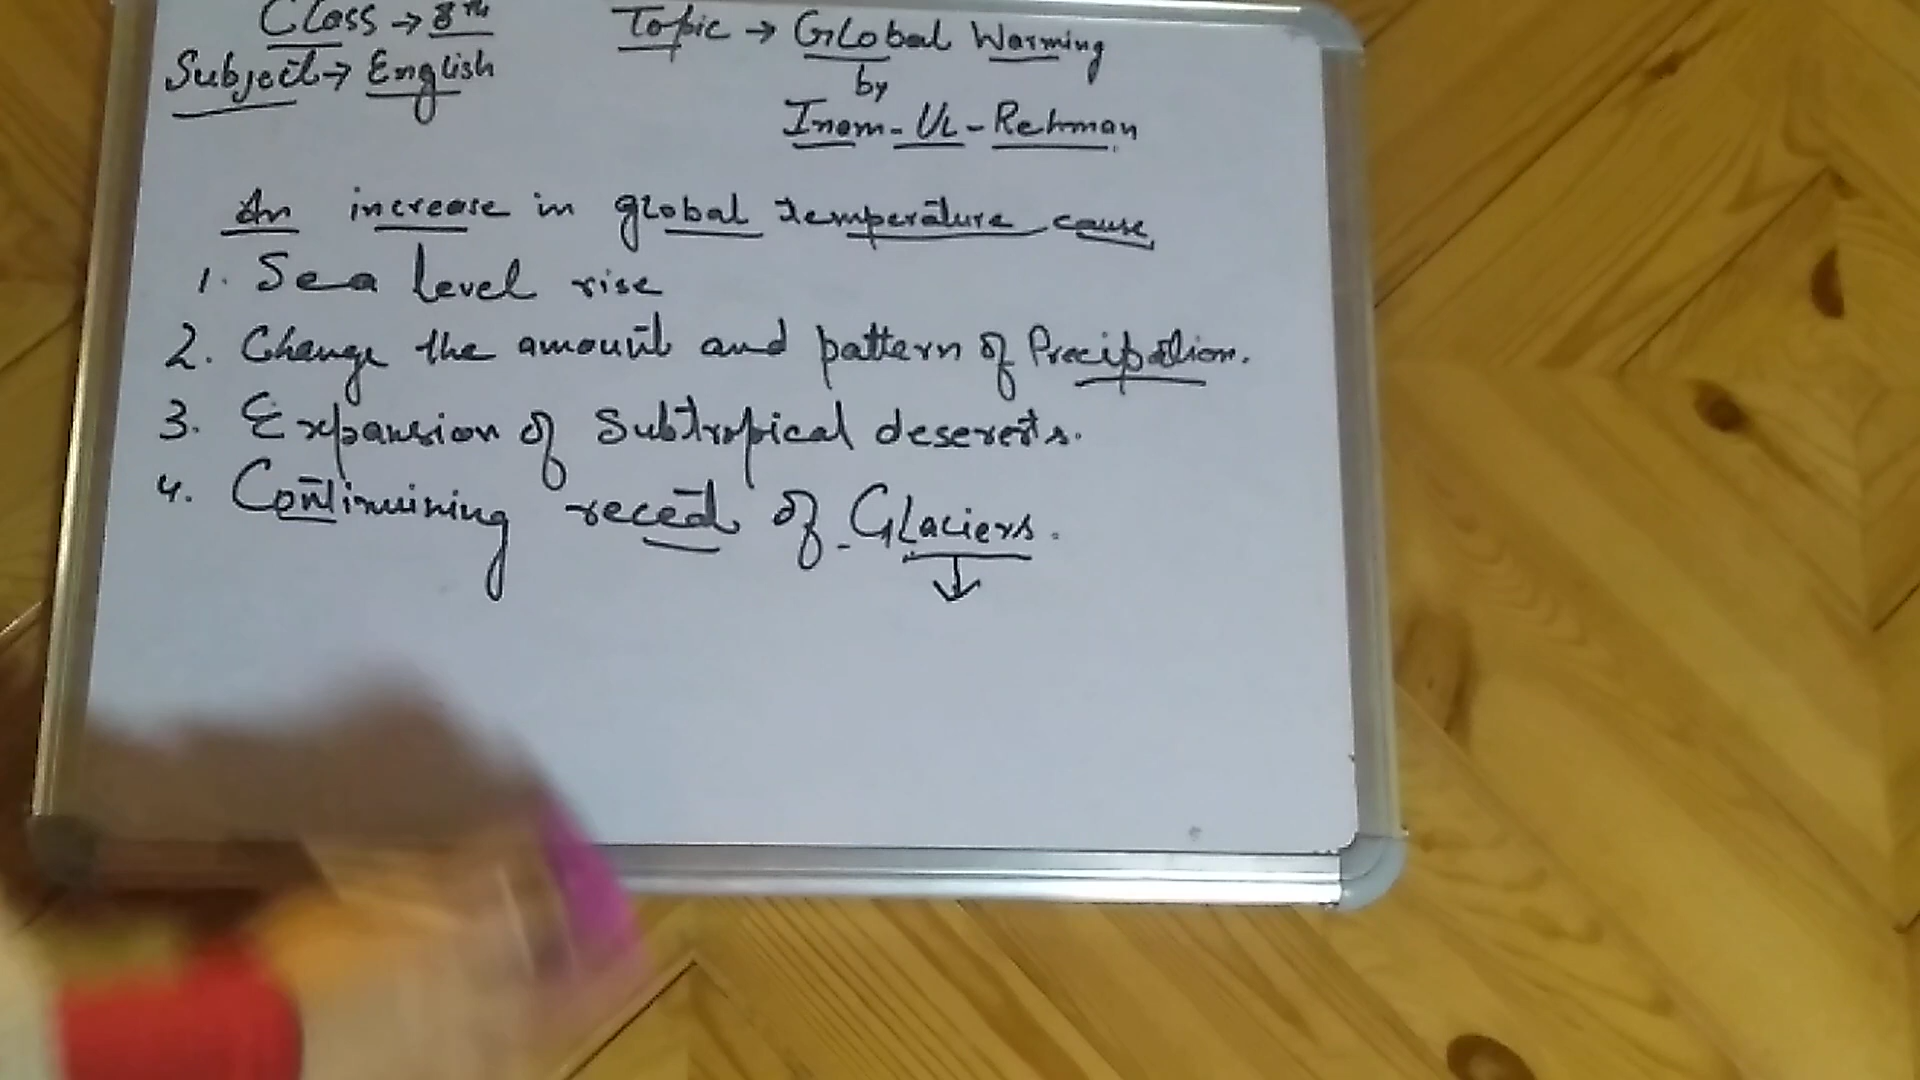 Class → 8th
Subject → English
Topic → Global Warming
by
Inam-Ul-Rehman
An increase in global temperature cause
1. Sea level rise
2. Change the amount and pattern of Precipation.
3. Expansion of Subtropical desererts.
4. Continuining reced of Glaciers.